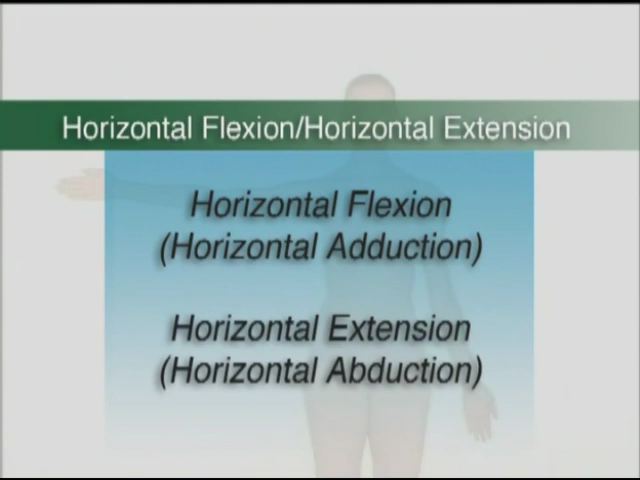 Horizontal Flexion/Horizontal Extension
Horizontal Flexion
(Horizontal Adduction)
Horizontal Extension
(Horizontal Abduction)